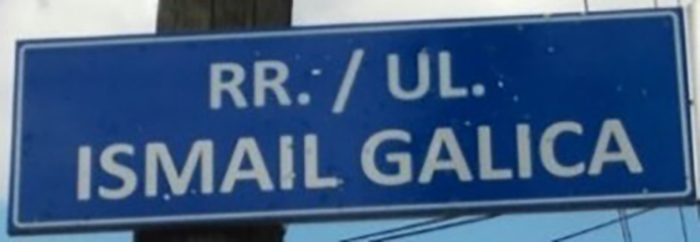 RR. / UL.
ISMAIL GALICA